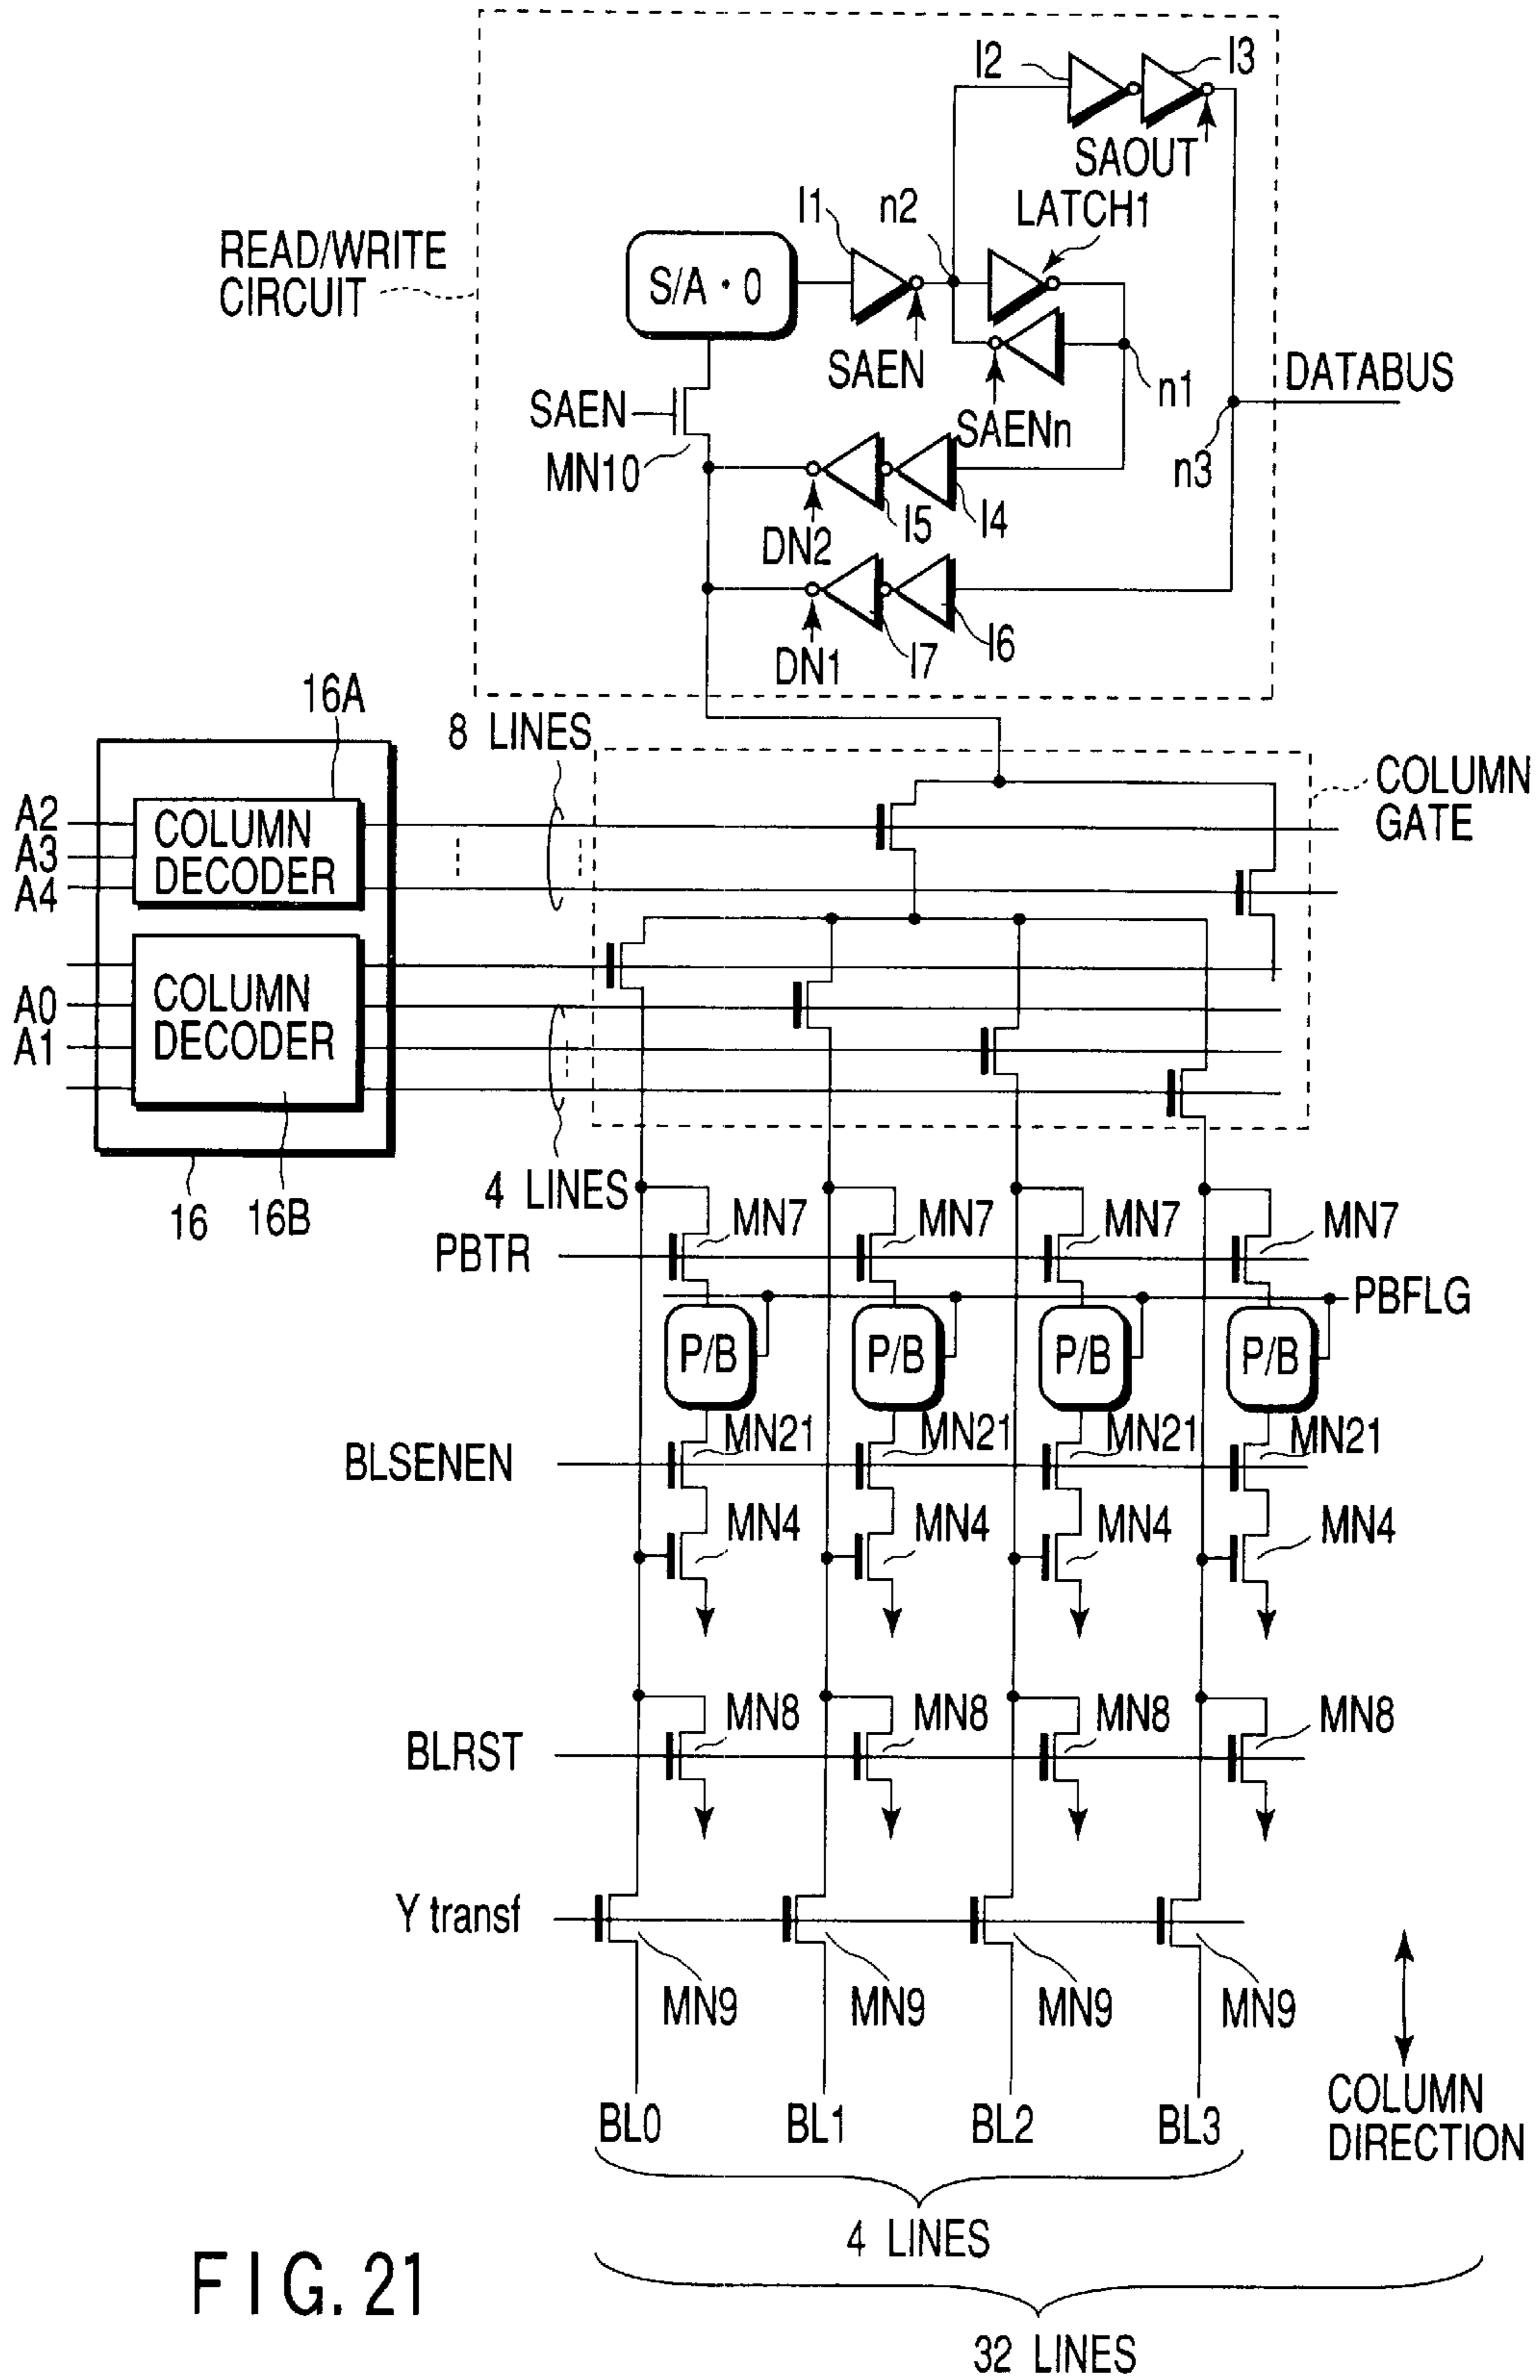 I2
I3
SAOUT
I1
n2
LATCH1
READ/WRITE
CIRCUIT
S/A・0
SAEN
n1
DATABUS
SAEN
SAENn
MN10
n3
I5
I4
DN2
DN1
I7
I6
16A
8 LINES
COLUMN
GATE
A2
A3
A4
COLUMN
DECODER
A0
A1
COLUMN
DECODER
16
16B
4 LINES
MN7
MN7
MN7
MN7
PBTR
PBFLG
P/B
P/B
P/B
P/B
MN21
MN21
MN21
MN21
BLSENEN
MN4
MN4
MN4
MN4
MN8
MN8
MN8
MN8
BLRST
Y transf
MN9
MN9
MN9
MN9
BL0
BL1
BL2
BL3
COLUMN
DIRECTION
4 LINES
FIG. 21
32 LINES